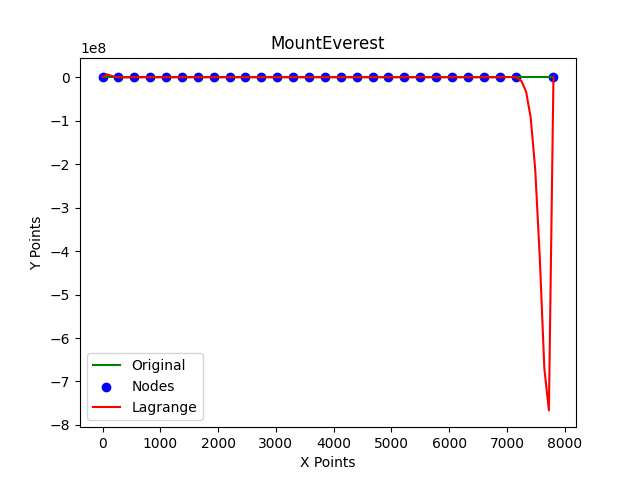 MountEverest
1e8
0
−1
−2
−3
−4
−5
−6
−7
−8
Y Points
Original
Nodes
Lagrange
0 1000 2000 3000 4000 5000 6000 7000 8000
X Points